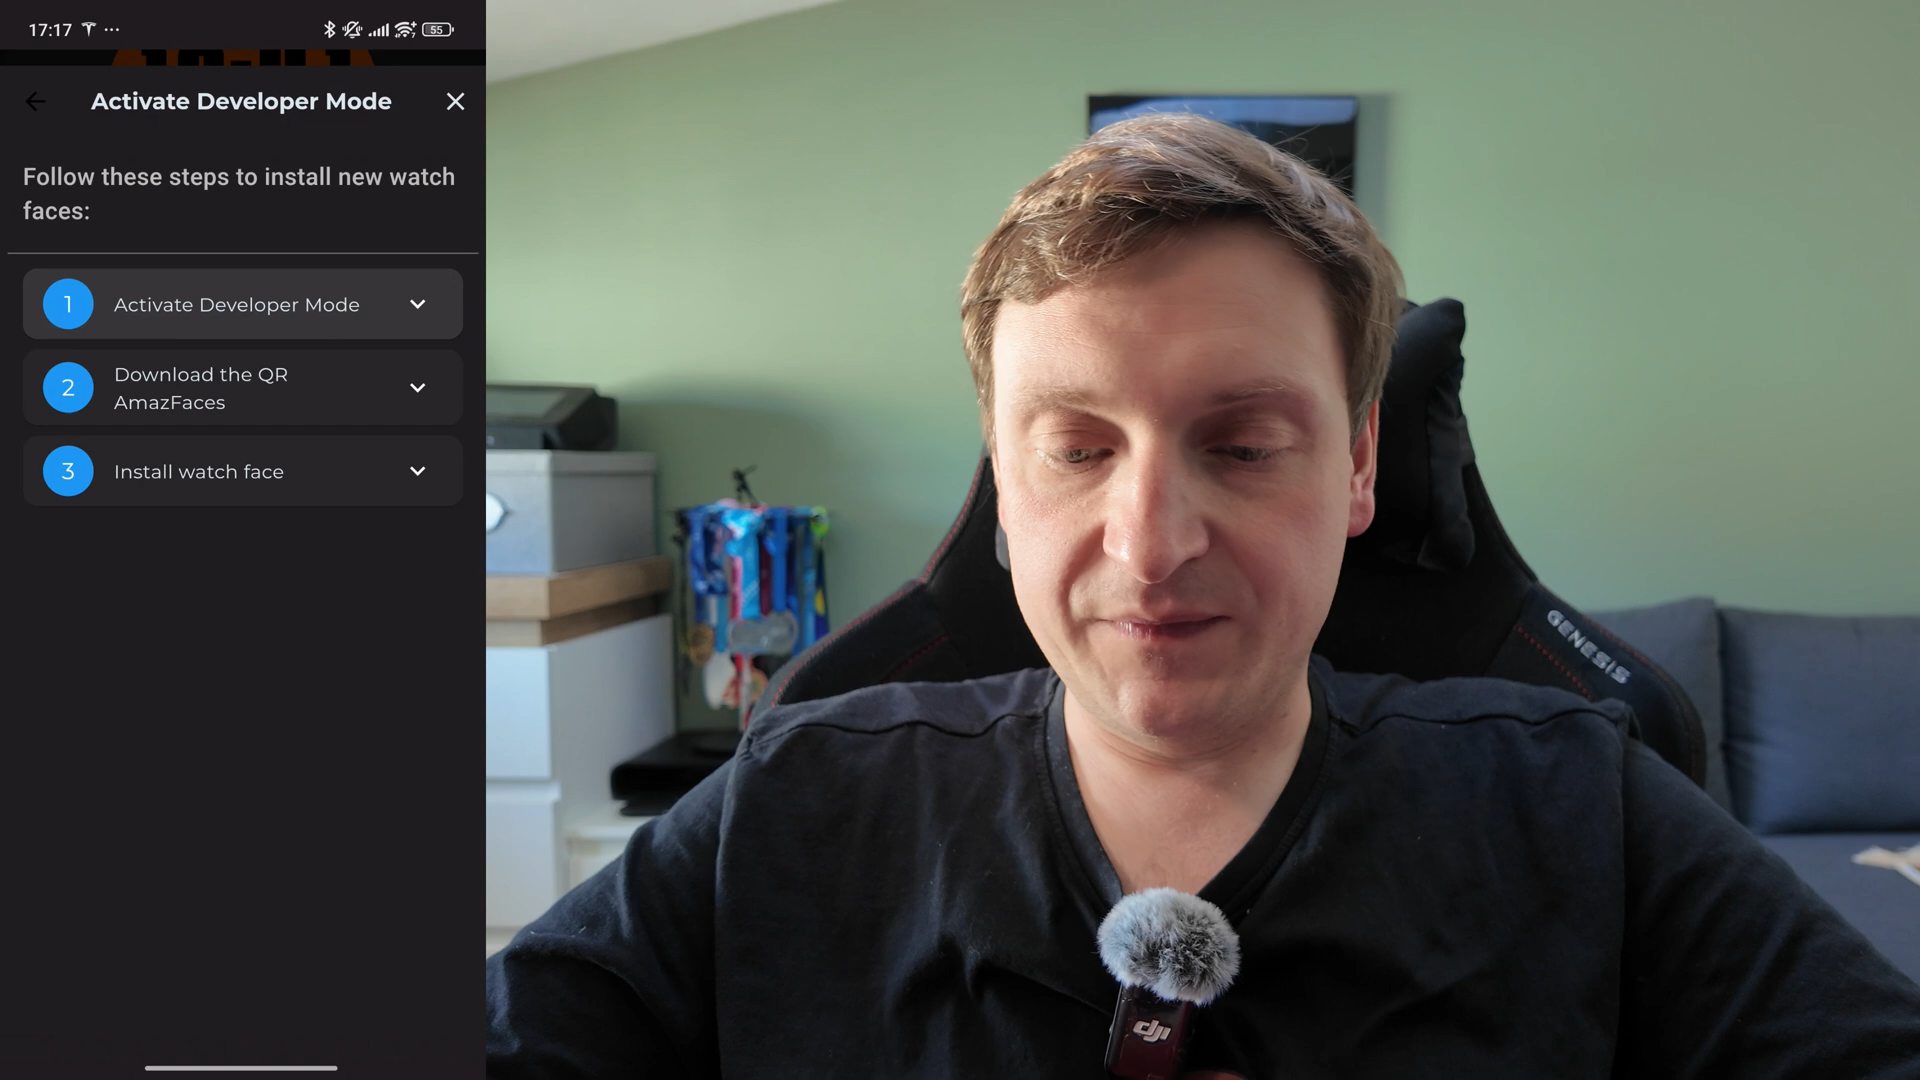 17:17
55
Activate Developer Mode
Follow these steps to install new watch
faces:
1
Activate Developer Mode
2
Download the QR
AmazFaces
3
Install watch face
GENESIS
dji